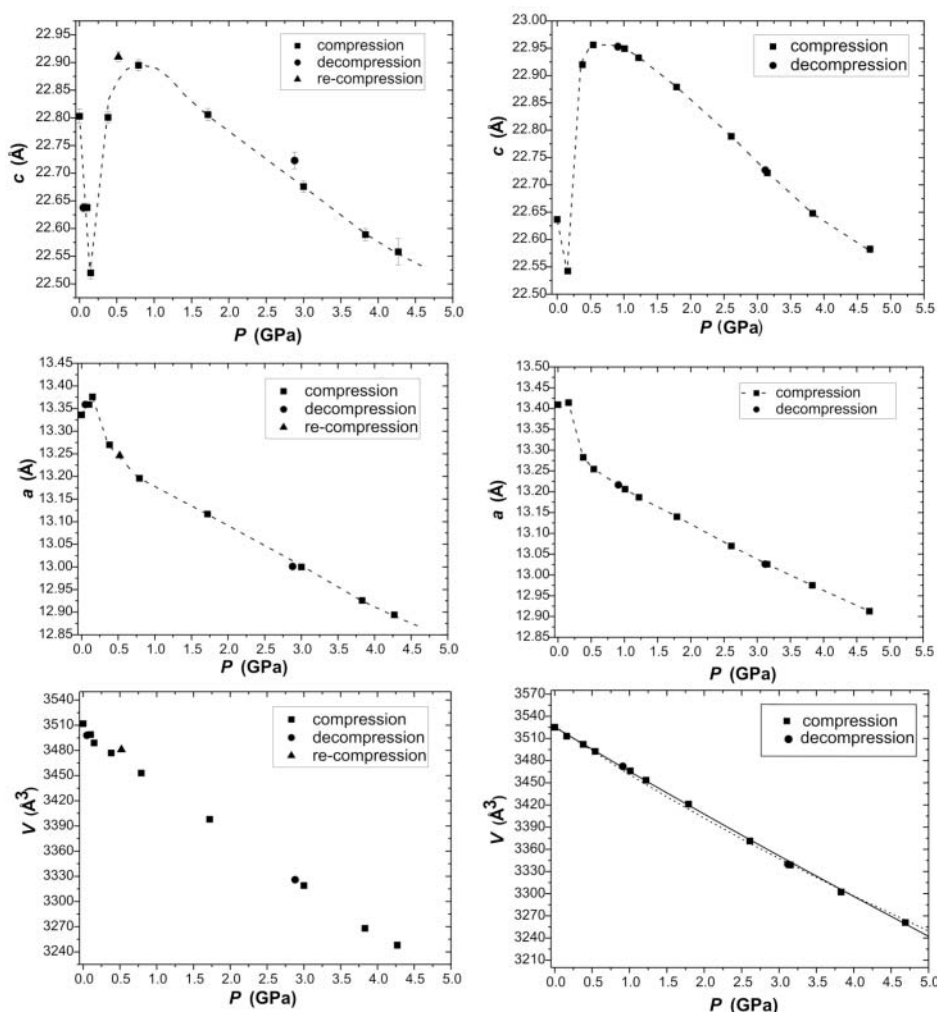 23.00
22.95
22.90
22.85
22.80
22.75
22.70
22.65
22.60
22.55
22.50
c (Å)
compression
decompression
re-compression
0.0 0.5 1.0 1.5 2.0 2.5 3.0 3.5 4.0 4.5 5.0
P (GPa)
23.00
22.95
22.90
22.85
22.80
22.75
22.70
22.65
22.60
22.55
22.50
c (Å)
compression
decompression
0.0 0.5 1.0 1.5 2.0 2.5 3.0 3.5 4.0 4.5 5.0 5.5
P (GPa)
13.45
13.40
13.35
13.30
13.25
13.20
13.15
13.10
13.05
13.00
12.95
12.90
12.85
a (Å)
compression
decompression
re-compression
0.0 0.5 1.0 1.5 2.0 2.5 3.0 3.5 4.0 4.5 5.0
P (GPa)
13.50
13.45
13.40
13.35
13.30
13.25
13.20
13.15
13.10
13.05
13.00
12.95
12.90
12.85
a (Å)
compression
decompression
0.0 0.5 1.0 1.5 2.0 2.5 3.0 3.5 4.0 4.5 5.0 5.5
P (GPa)
3540
3510
3480
3450
3420
3390
3360
3330
3300
3270
3240
V (Å3)
compression
decompression
re-compression
0.0 0.5 1.0 1.5 2.0 2.5 3.0 3.5 4.0 4.5 5.0
P (GPa)
3570
3540
3510
3480
3450
3420
3390
3360
3330
3300
3270
3240
3210
V (Å3)
compression
decompression
0.0 0.5 1.0 1.5 2.0 2.5 3.0 3.5 4.0 4.5 5.0
P (GPa)